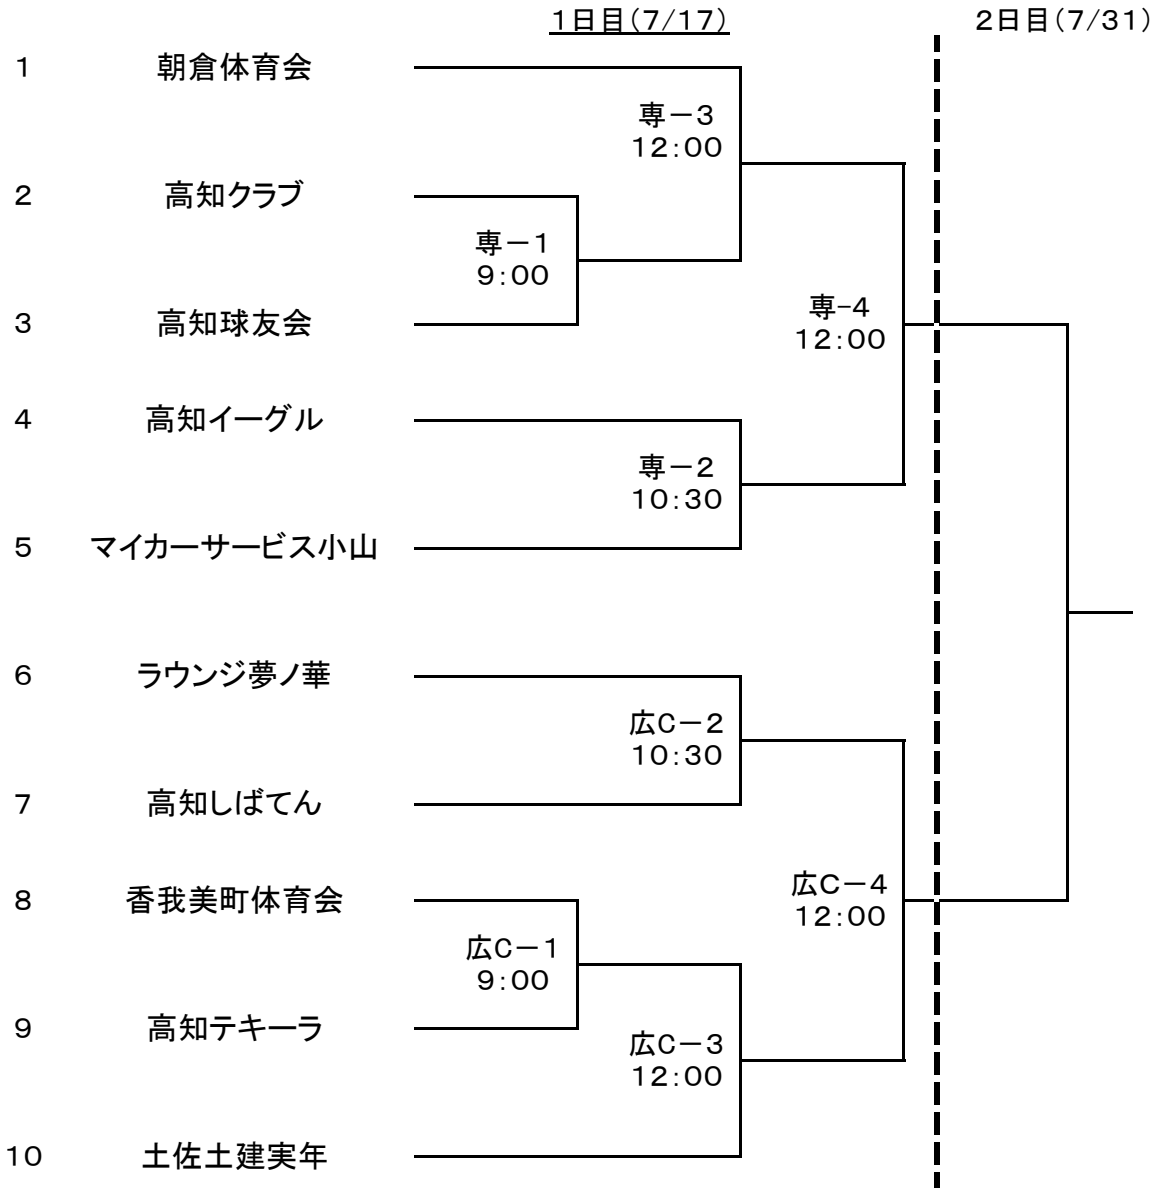 1日目(7/17)
2日目(7/31)
1 朝倉体育会
専－3
12:00
2 高知クラブ
専－1
9:00
3 高知球友会
専-4
12:00
4 高知イーグル
専－2
10:30
5 マイカーサービス小山
6 ラウンジ夢ノ華
広C－2
10:30
7 高知しばてん
8 香我美町体育会
広C－4
12:00
広C－1
9:00
9 高知テキーラ
広C－3
12:00
10 土佐土建実年